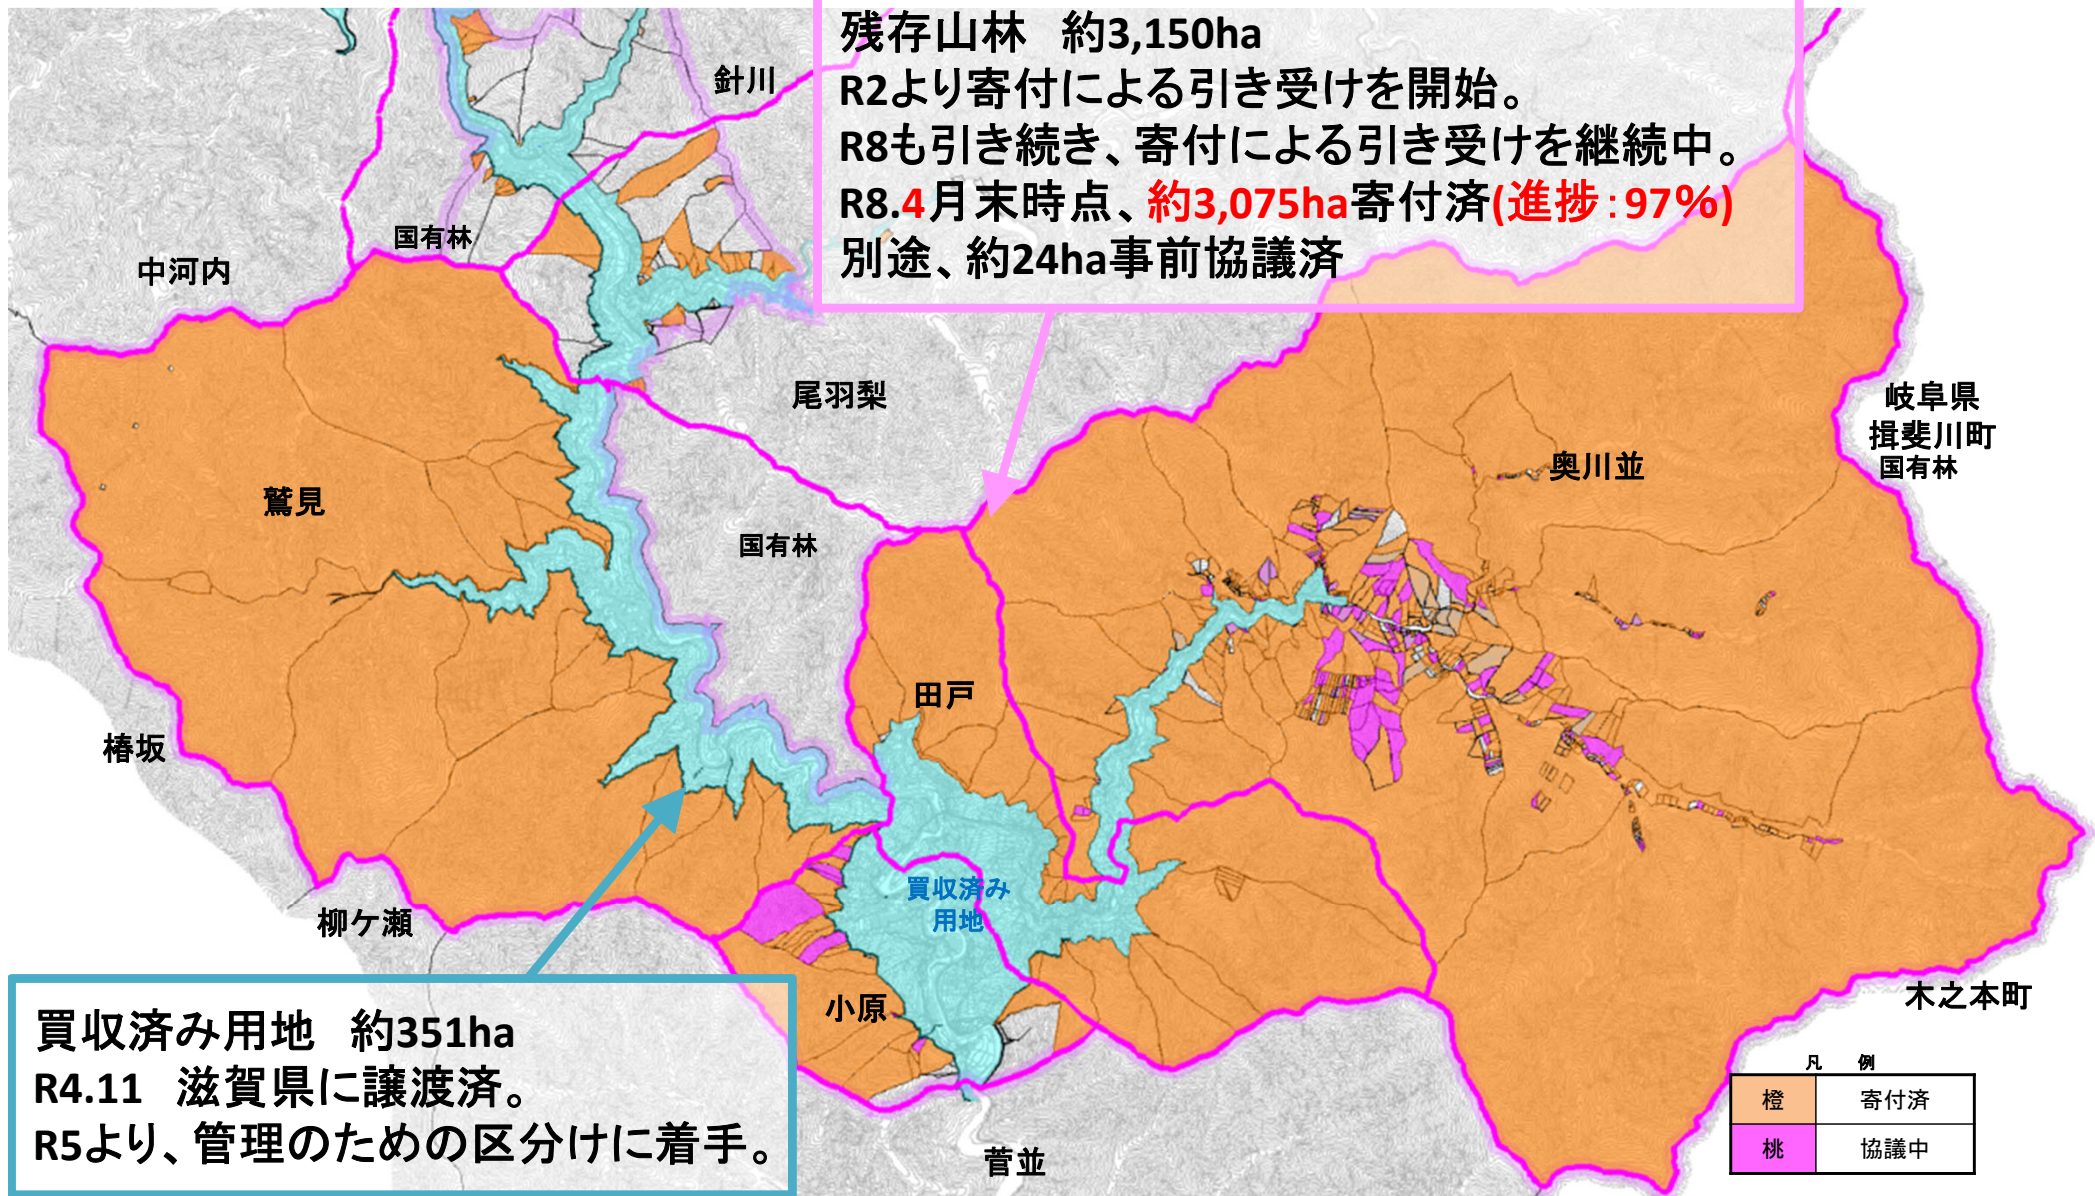 残存山林　約3,150ha
R2より寄付による引き受けを開始。
R8も引き続き、寄付による引き受けを継続中。
R8.4月末時点、約3,075ha寄付済(進捗：97%)
別途、約24ha事前協議済
針川
国有林
中河内
尾羽梨
岐阜県
揖斐川町
国有林
奥川並
鷲見
国有林
田戸
椿坂
買収済み
用地
柳ケ瀬
小原
木之本町
菅並
買収済み用地　約351ha
R4.11　滋賀県に譲渡済。
R5より、管理のための区分けに着手。
凡　例
橙　寄付済
桃　協議中